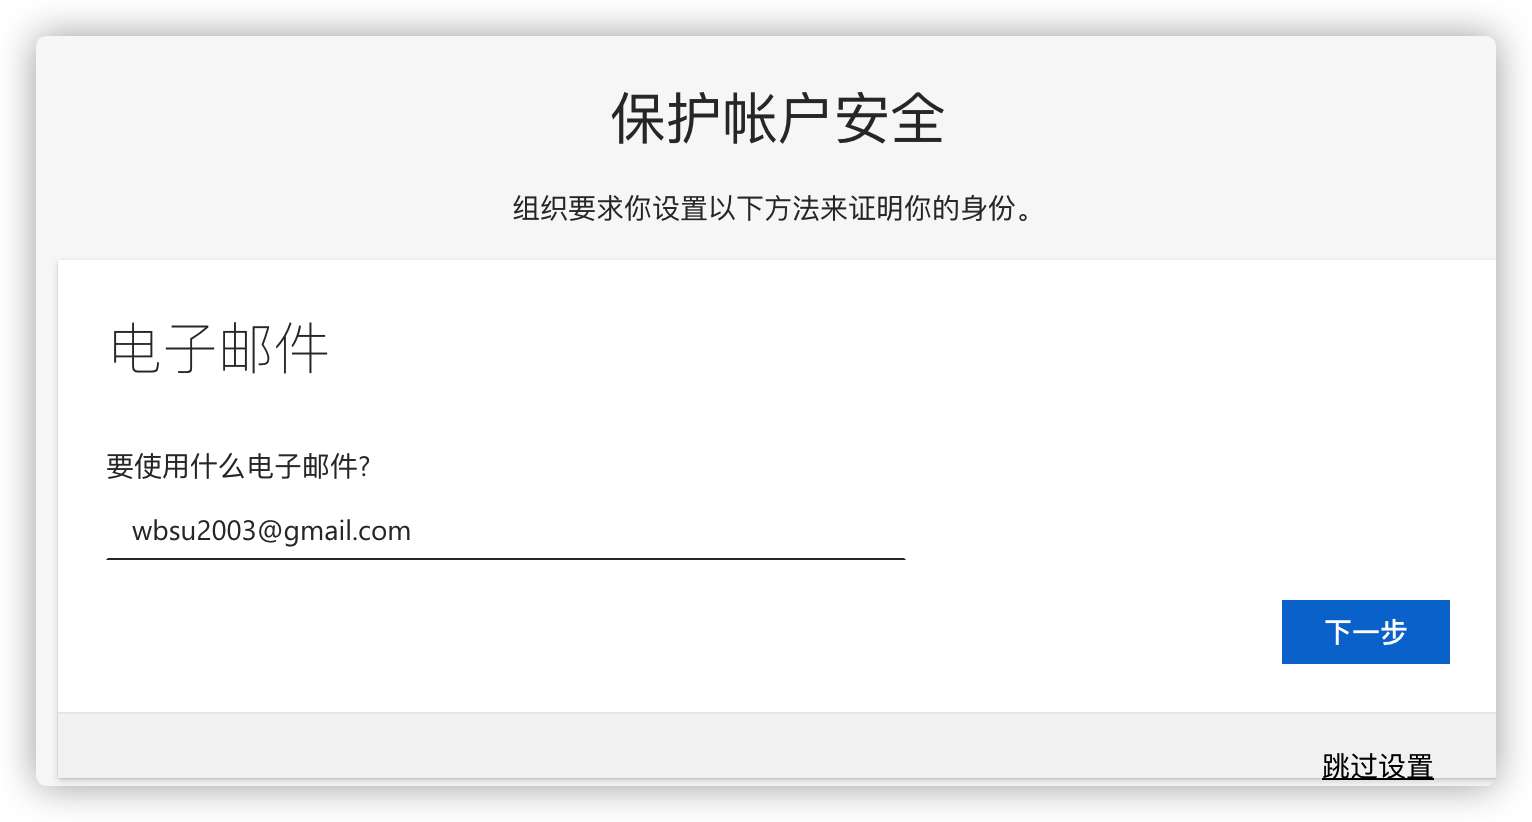 保护帐户安全
组织要求你设置以下方法来证明你的身份。
电子邮件
要使用什么电子邮件?
wbsu2003@gmail.com
下一步
跳过设置